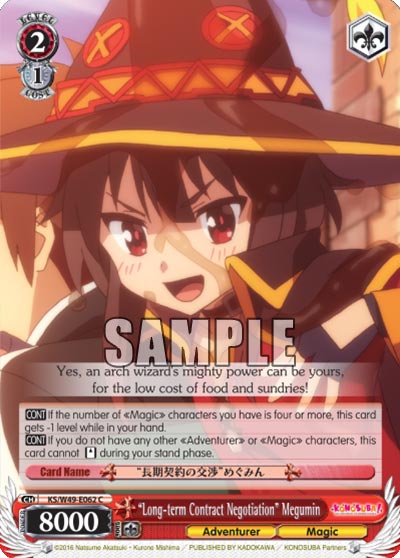 LEVEL
2
1
COST
SAMPLE
Yes, an arch wizard's mighty power can be yours,
for the low cost of food and sundries!
CONT If the number of «Magic» characters you have is four or more, this card
gets -1 level while in your hand.
CONT If you do not have any other «Adventurer» or «Magic» characters, this
card cannot during your stand phase.
Card Name “長期契約の交渉”めぐみん
CH KS/W49-E062 C
POWER 8000
“Long-term Contract Negotiation” Megumin
KONOSUBA!
Adventurer Magic
©2016 Natsume Akatsuki・Kurone Mishima / PUBLISHED BY KADOKAWA / KONOSUBA Partners